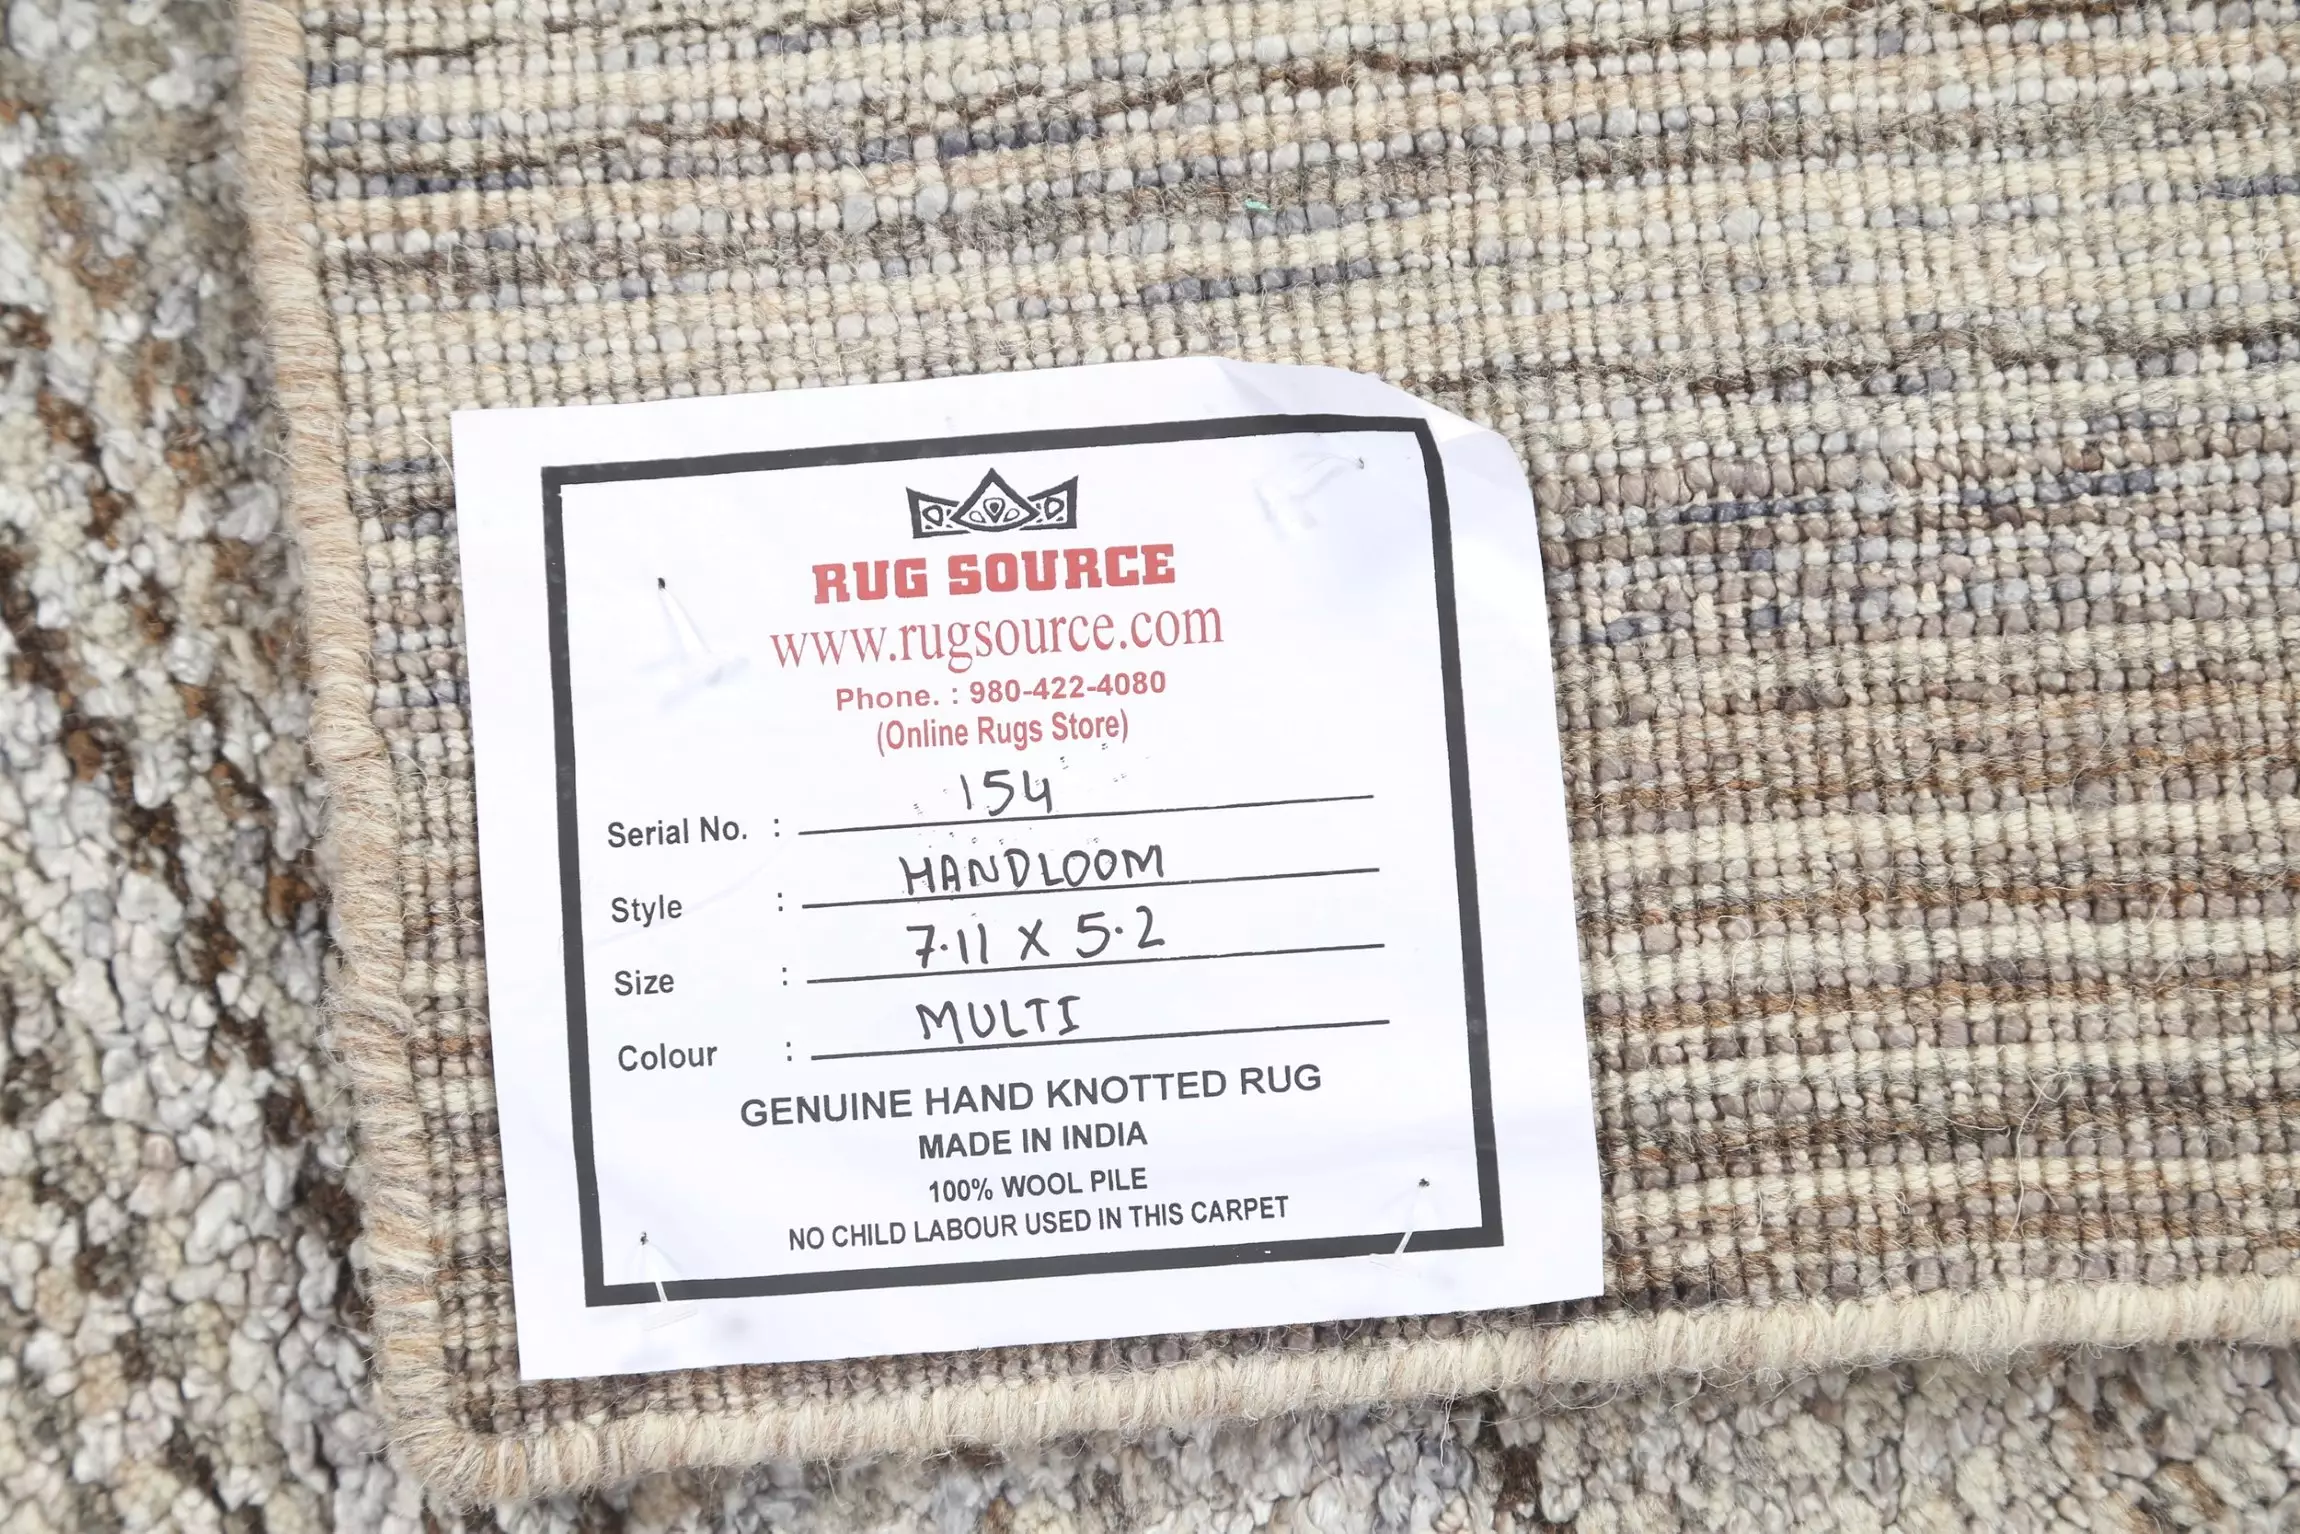 RUG SOURCE
www.rugsource.com
Phone. : 980-422-4080
(Online Rugs Store)
Serial No. : 154
Style : HANDLOOM
Size : 7.11 X 5.2
Colour : MULTI
GENUINE HAND KNOTTED RUG
MADE IN INDIA
100% WOOL PILE
NO CHILD LABOUR USED IN THIS CARPET